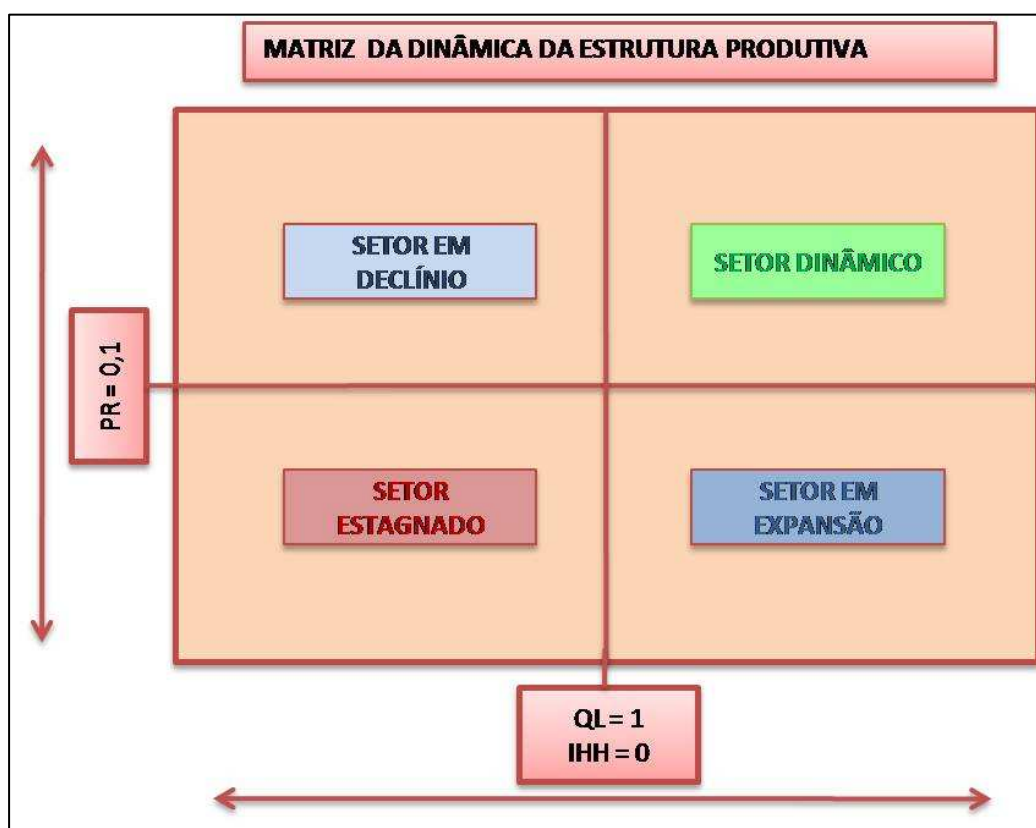 MATRIZ DA DINÂMICA DA ESTRUTURA PRODUTIVA
SETOR EM
DECLÍNIO
SETOR DINÂMICO
PR = 0,1
SETOR
ESTAGNADO
SETOR EM
EXPANSÃO
QL = 1
IHH = 0